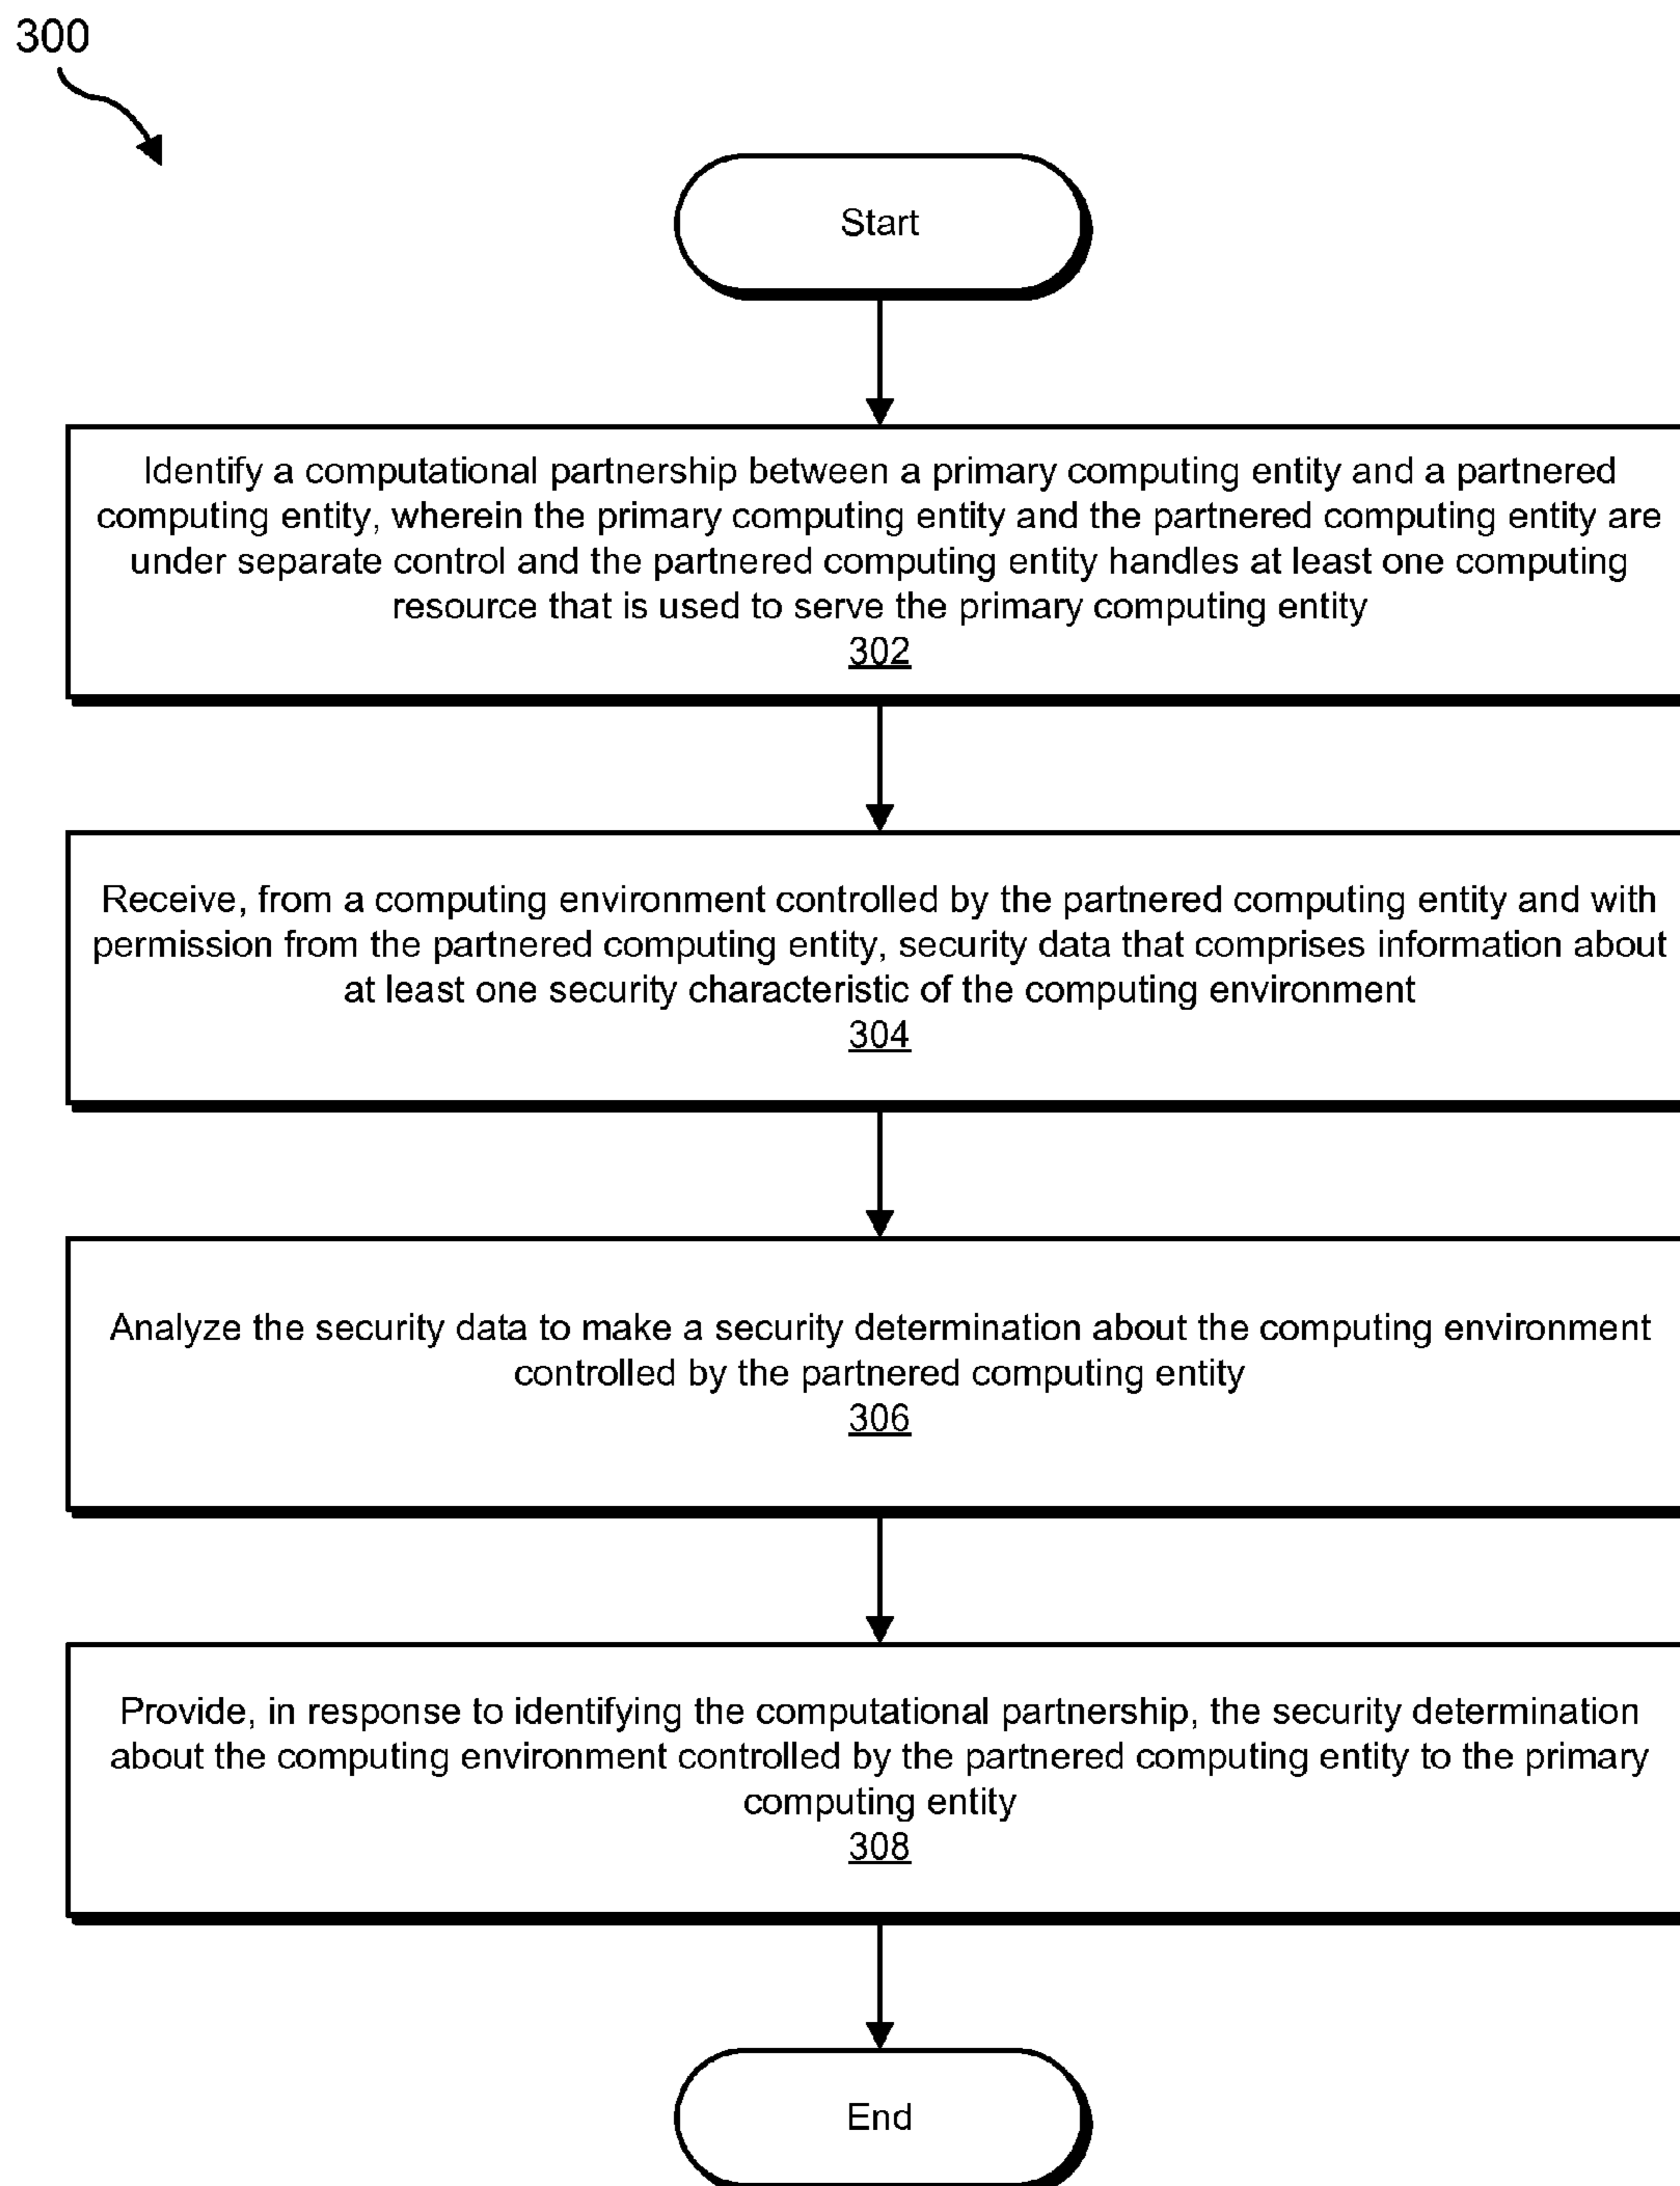 300
Start
Identify a computational partnership between a primary computing entity and a partnered
computing entity, wherein the primary computing entity and the partnered computing entity are
under separate control and the partnered computing entity handles at least one computing
resource that is used to serve the primary computing entity
302
Receive, from a computing environment controlled by the partnered computing entity and with
permission from the partnered computing entity, security data that comprises information about
at least one security characteristic of the computing environment
304
Analyze the security data to make a security determination about the computing environment
controlled by the partnered computing entity
306
Provide, in response to identifying the computational partnership, the security determination
about the computing environment controlled by the partnered computing entity to the primary
computing entity
308
End